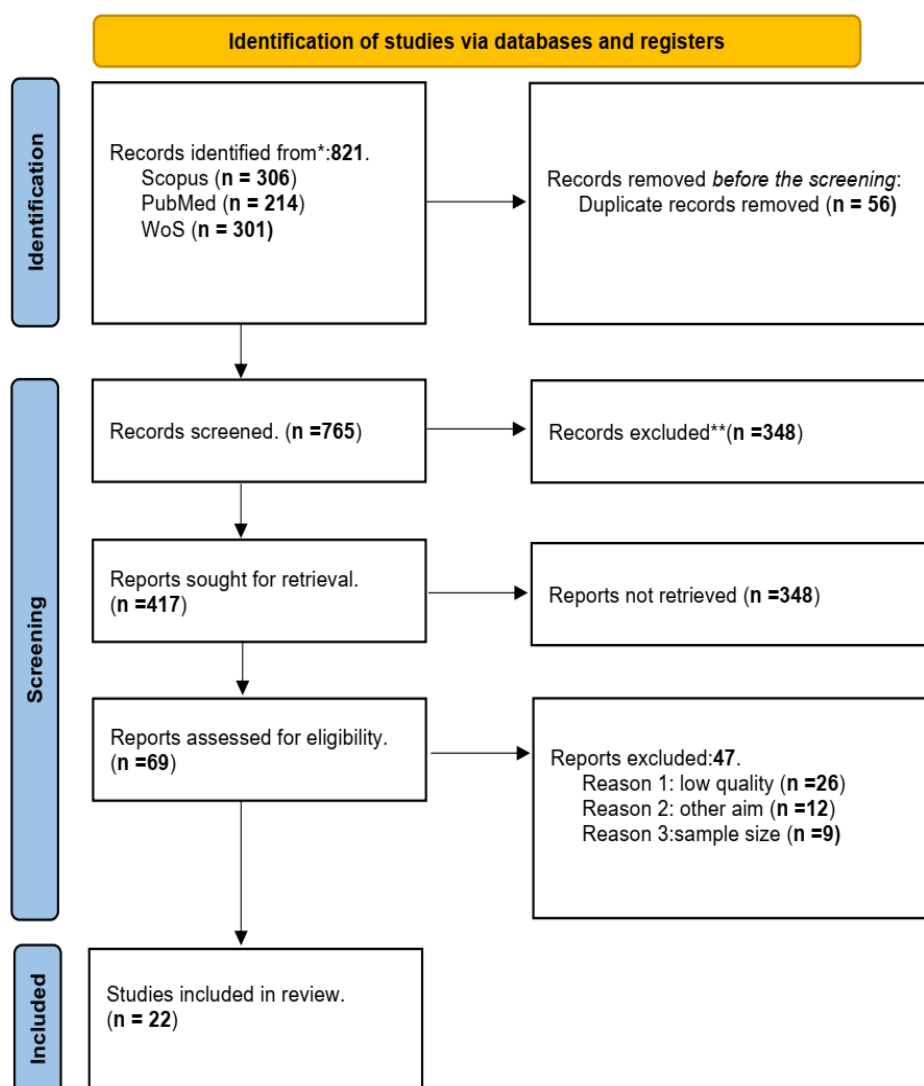 Identification of studies via databases and registers
Identification
Records identified from*:821.
Scopus (n = 306)
PubMed (n = 214)
WoS (n = 301)
Records removed before the screening:
Duplicate records removed (n = 56)
Screening
Records screened. (n =765)
Records excluded**(n =348)
Reports sought for retrieval.
(n =417)
Reports not retrieved (n =348)
Reports assessed for eligibility.
(n =69)
Reports excluded:47.
Reason 1: low quality (n =26)
Reason 2: other aim (n =12)
Reason 3:sample size (n =9)
Included
Studies included in review.
(n = 22)